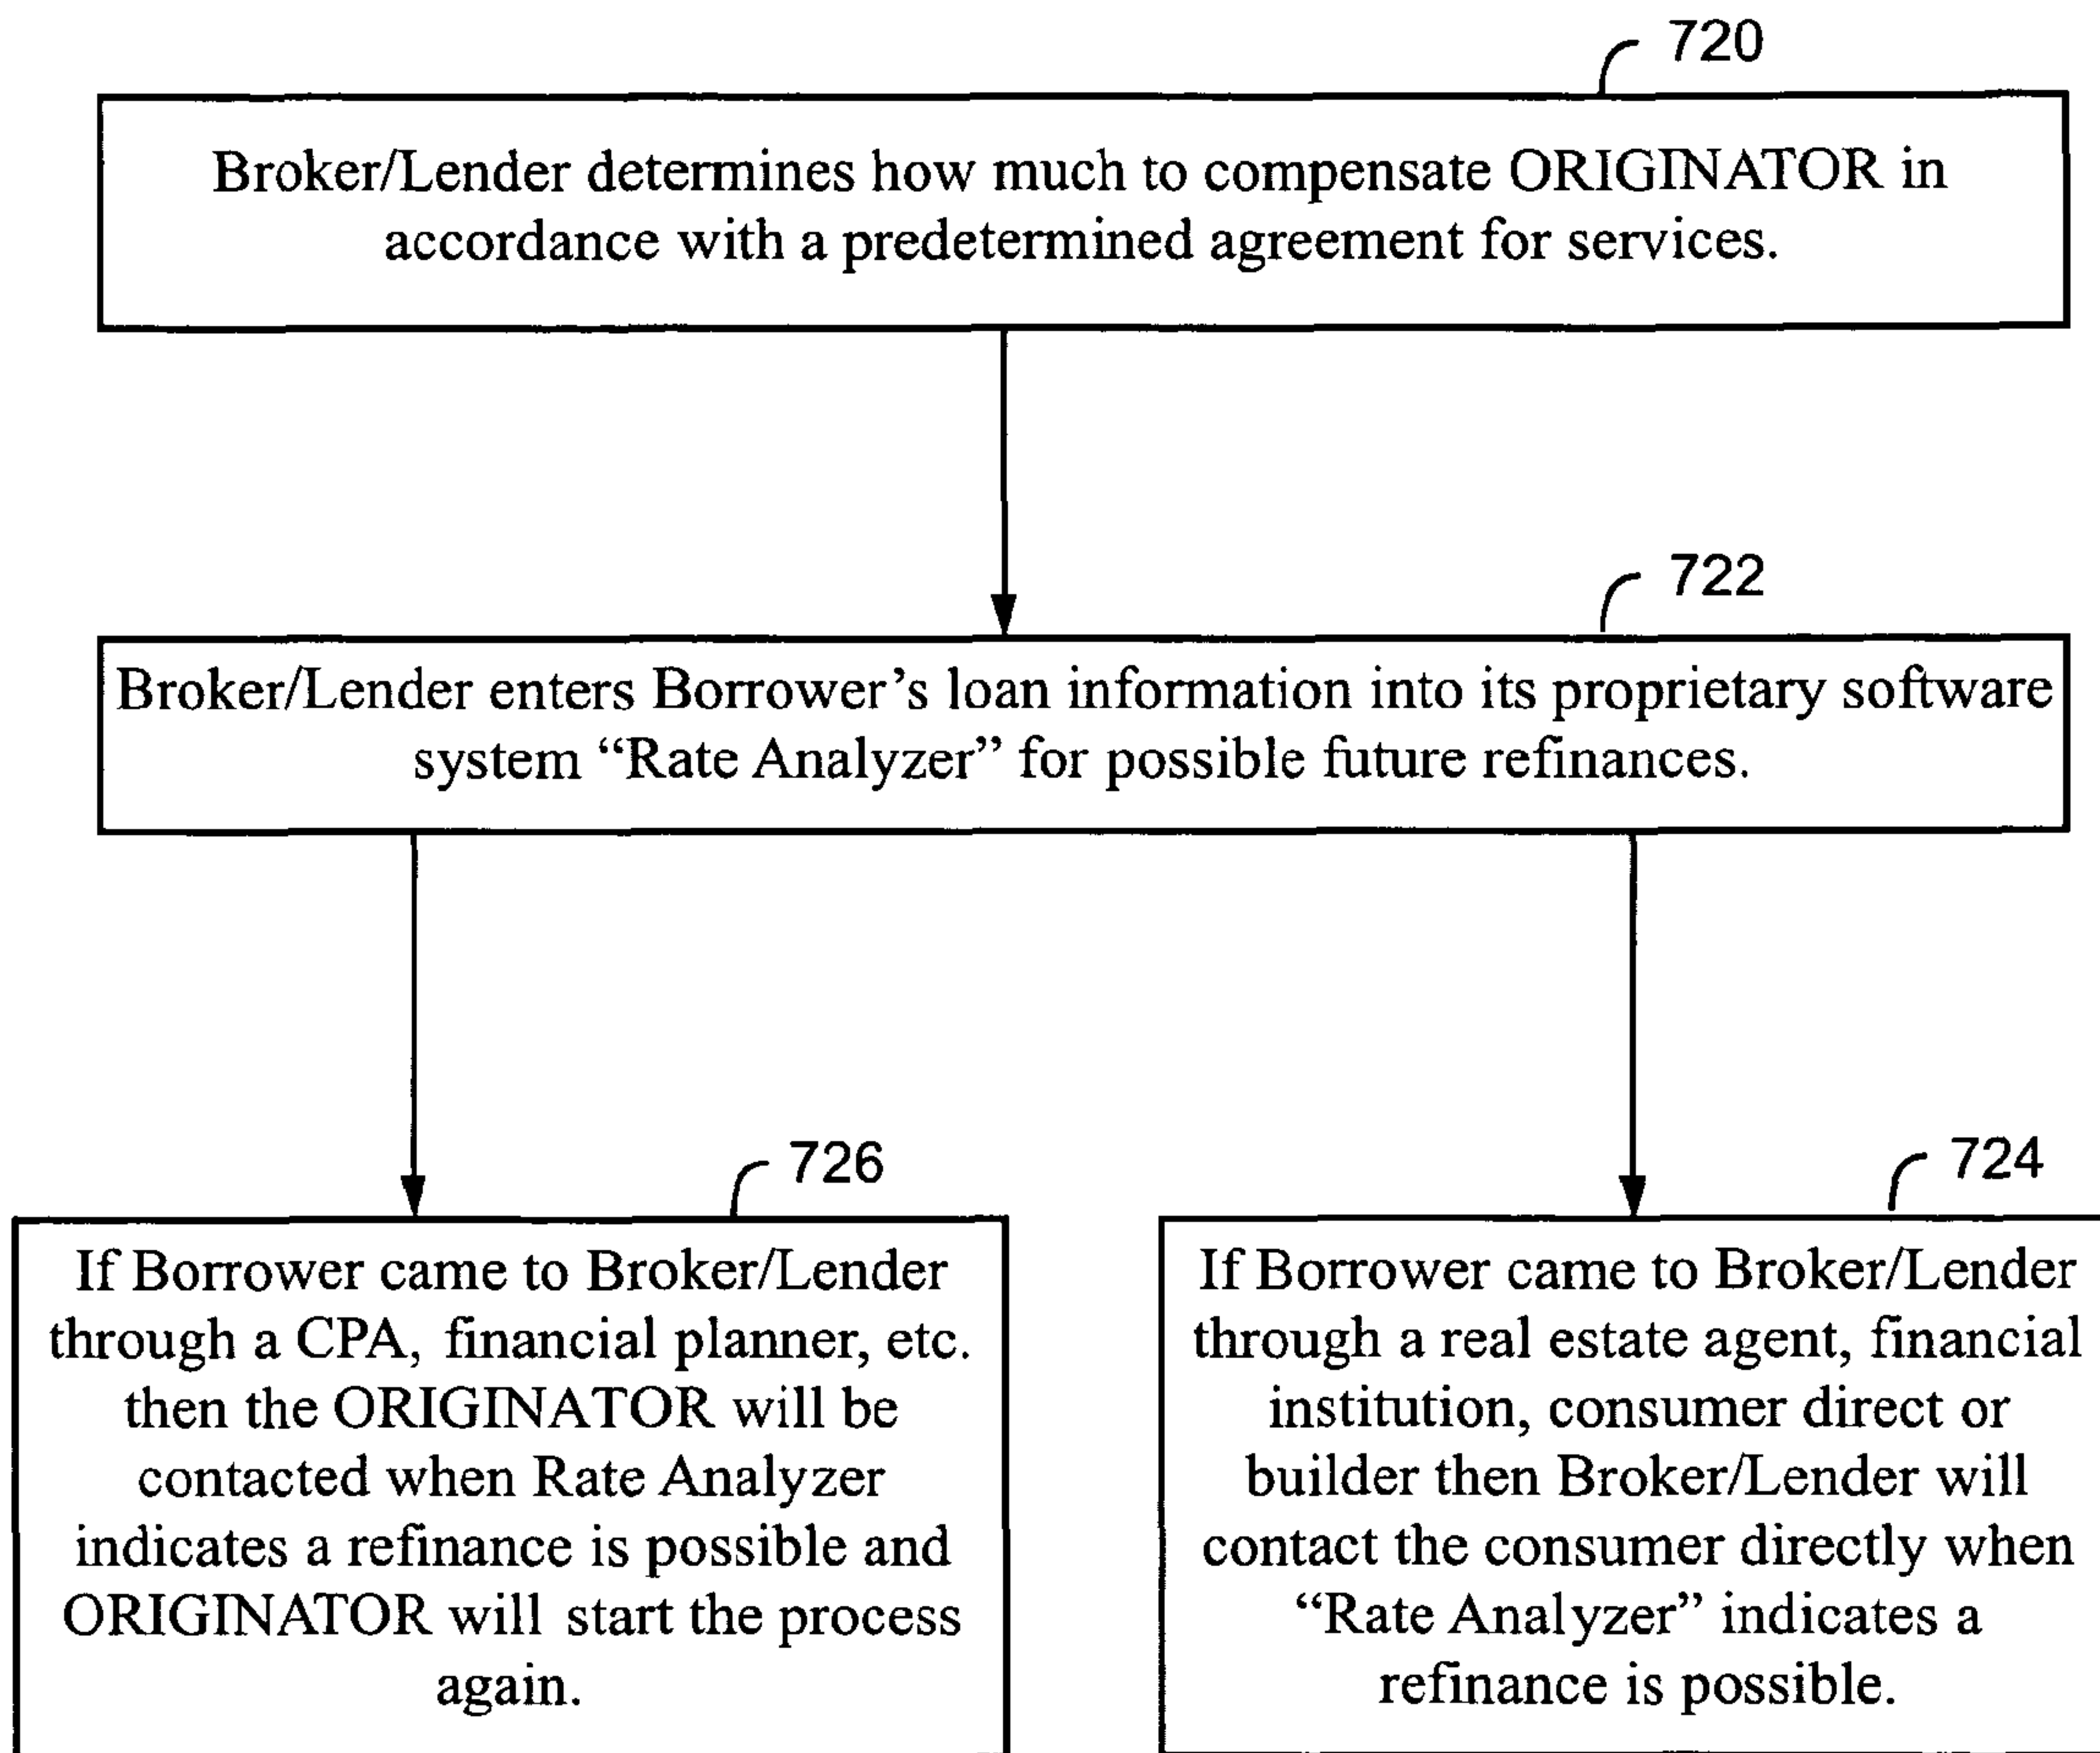 720
Broker/Lender determines how much to compensate ORIGINATOR in
accordance with a predetermined agreement for services.
722
Broker/Lender enters Borrower’s loan information into its proprietary software
system “Rate Analyzer” for possible future refinances.
726
If Borrower came to Broker/Lender
through a CPA, financial planner, etc.
then the ORIGINATOR will be
contacted when Rate Analyzer
indicates a refinance is possible and
ORIGINATOR will start the process
again.
724
If Borrower came to Broker/Lender
through a real estate agent, financial
institution, consumer direct or
builder then Broker/Lender will
contact the consumer directly when
“Rate Analyzer” indicates a
refinance is possible.